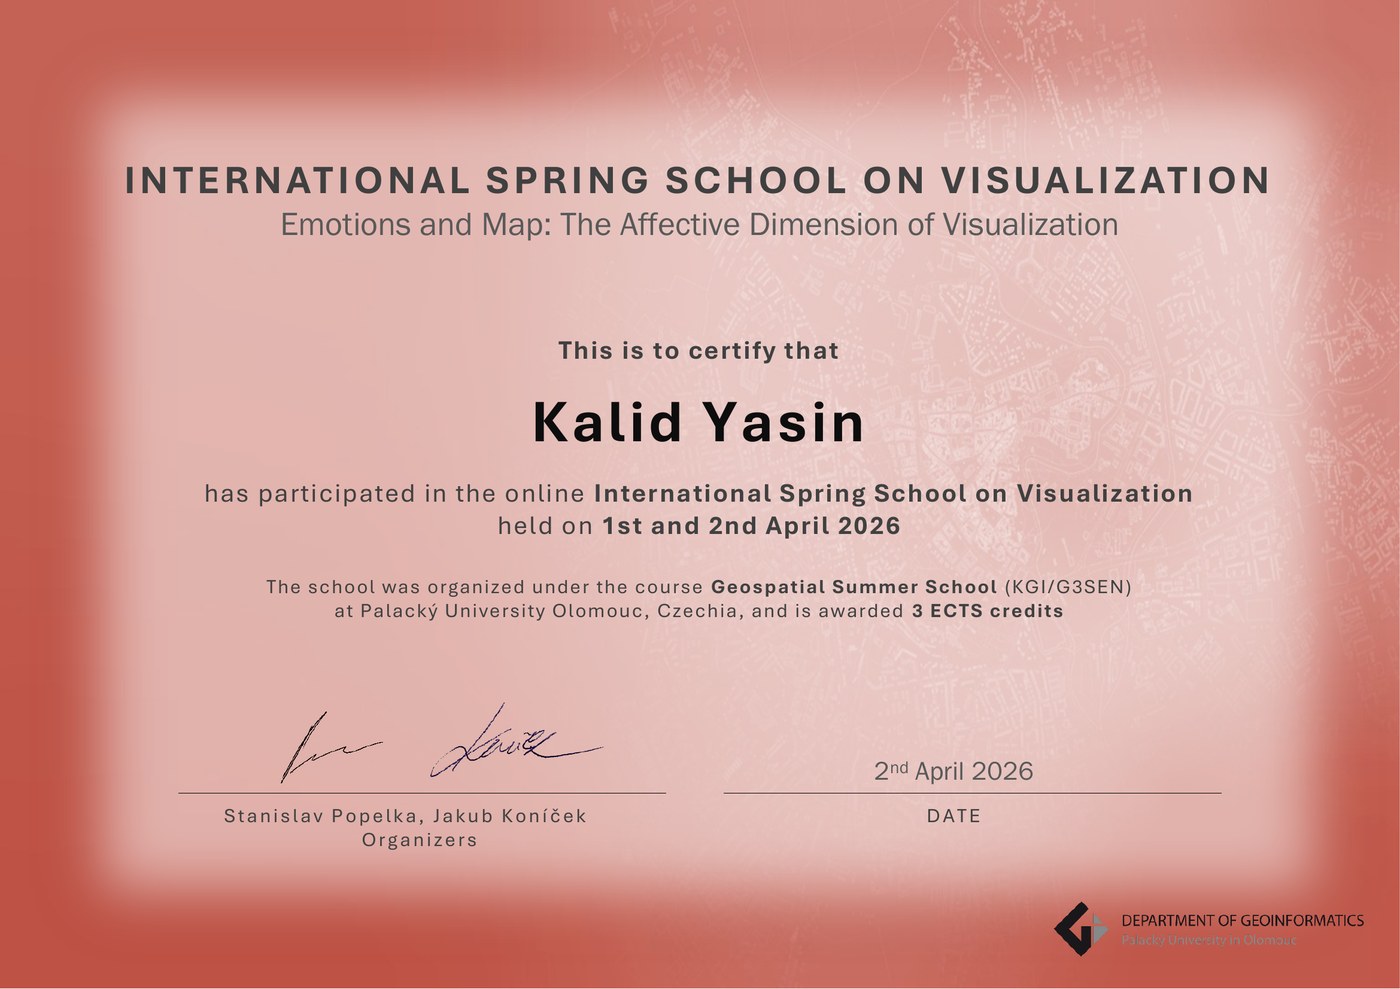 INTERNATIONAL SPRING SCHOOL ON VISUALIZATION
Emotions and Map: The Affective Dimension of Visualization
This is to certify that
Kalid Yasin
has participated in the online International Spring School on Visualization
held on 1st and 2nd April 2026
The school was organized under the course Geospatial Summer School (KGI/G3SEN)
at Palacký University Olomouc, Czechia, and is awarded 3 ECTS credits
2nd April 2026
Stanislav Popelka, Jakub Koníček
Organizers
DATE
DEPARTMENT OF GEOINFORMATICS
Palacký University in Olomouc